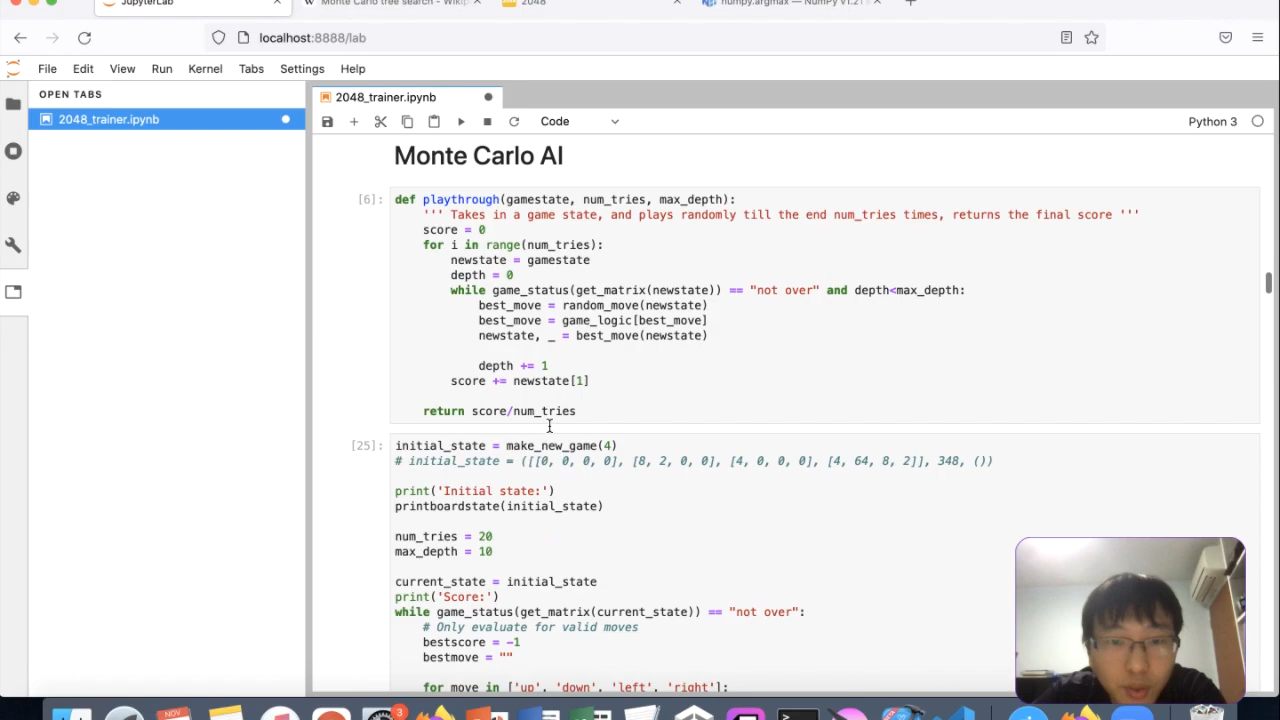 JupyterLab
Monte Carlo tree search - Wikip
2048
numpy.argmax — NumPy v1.21
localhost:8888/lab
File Edit View Run Kernel Tabs Settings Help
OPEN TABS
2048_trainer.ipynb
2048_trainer.ipynb
Code
Python 3
Monte Carlo AI
[6]:
def playthrough(gamestate, num_tries, max_depth):
''' Takes in a game state, and plays randomly till the end num_tries times, returns the final score '''
score = 0
for i in range(num_tries):
newstate = gamestate
depth = 0
while game_status(get_matrix(newstate)) == "not over" and depth<max_depth:
best_move = random_move(newstate)
best_move = game_logic[best_move]
newstate, _ = best_move(newstate)
depth += 1
score += newstate[1]
return score/num_tries
[25]:
initial_state = make_new_game(4)
# initial_state = ([[0, 0, 0, 0], [8, 2, 0, 0], [4, 0, 0, 0], [4, 64, 8, 2]], 348, ())
print('Initial state:')
printboardstate(initial_state)
num_tries = 20
max_depth = 10
current_state = initial_state
print('Score:')
while game_status(get_matrix(current_state)) == "not over":
# Only evaluate for valid moves
bestscore = -1
bestmove = ""
for move in ['up', 'down', 'left', 'right']:
NOV
3